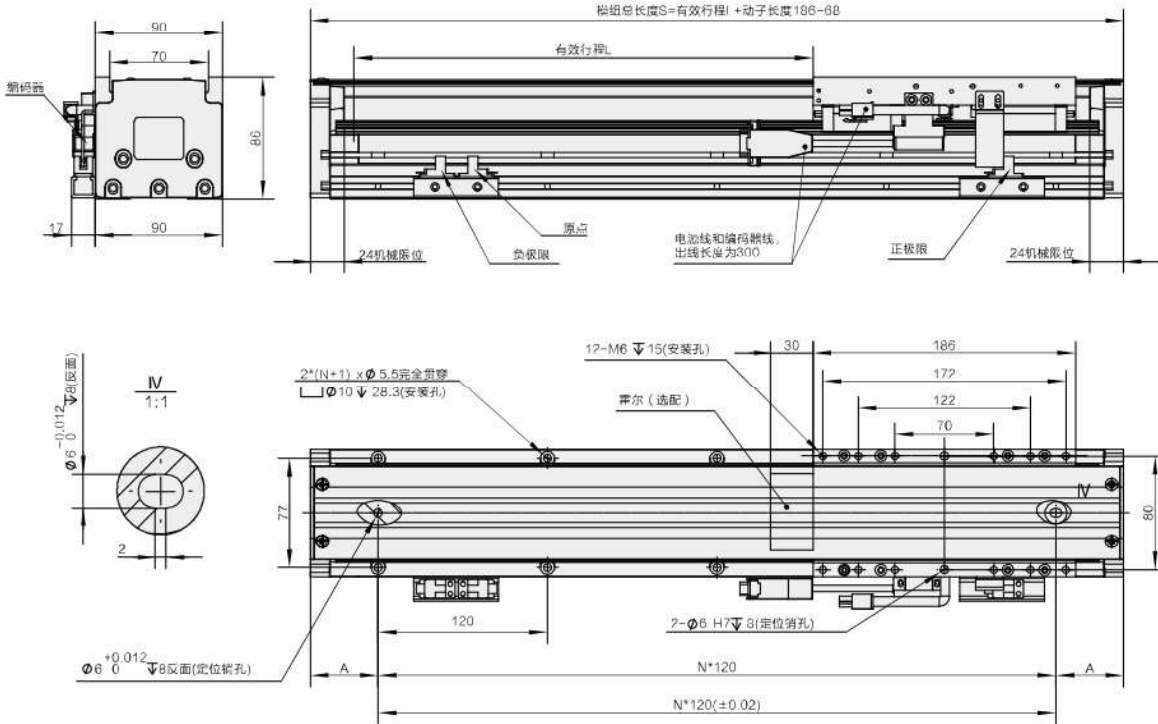 模组总长度S=有效行程l +动子长度186-68
90
70
有效行程L
编码器
86
17
90
原点
24机械限位
负极限
电源线和编码器线,
出线长度为300
正极限
24机械限位
12-M6 ↧ 15(安装孔)
30
186
2*(N+1) x Ø 5.5完全贯穿
⌴ Ø 10 ↧ 28.3(安装孔)
172
Ⅳ
1:1
Ø6 -0.012 0 ↧8(反面)
霍尔(选配)
122
70
Ⅳ
77
80
2
120
2-Ø6 H7↧ 8(定位销孔)
Ø6 +0.012 0 ↧8反面(定位销孔)
A
N*120
A
N*120(±0.02)